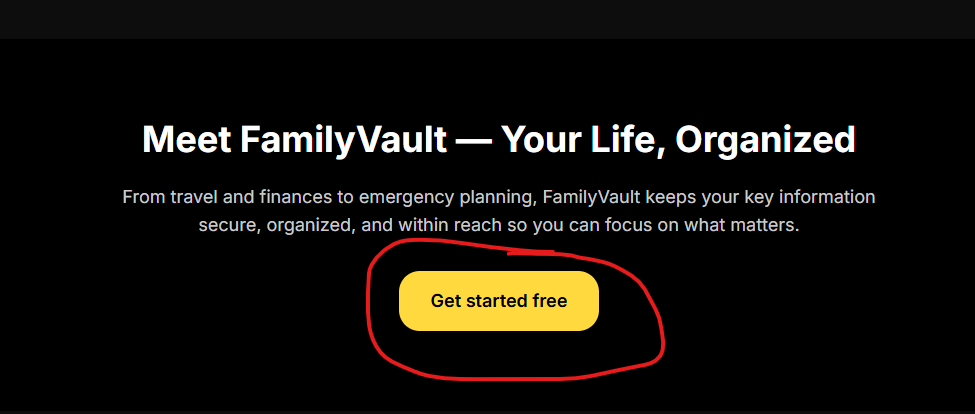 Meet FamilyVault — Your Life, Organized
From travel and finances to emergency planning, FamilyVault keeps your key information
secure, organized, and within reach so you can focus on what matters.
Get started free